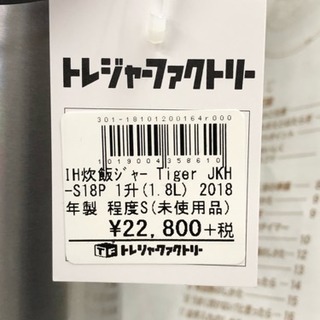 トレジャーファクトリー
301-18101200164r000
1019004358610
IH炊飯ｼﾞｬｰ Tiger JKH
-S18P 1升(1.8L) 2018
年製 程度S(未使用品)
¥22,800+税
TF トレジャーファクトリー